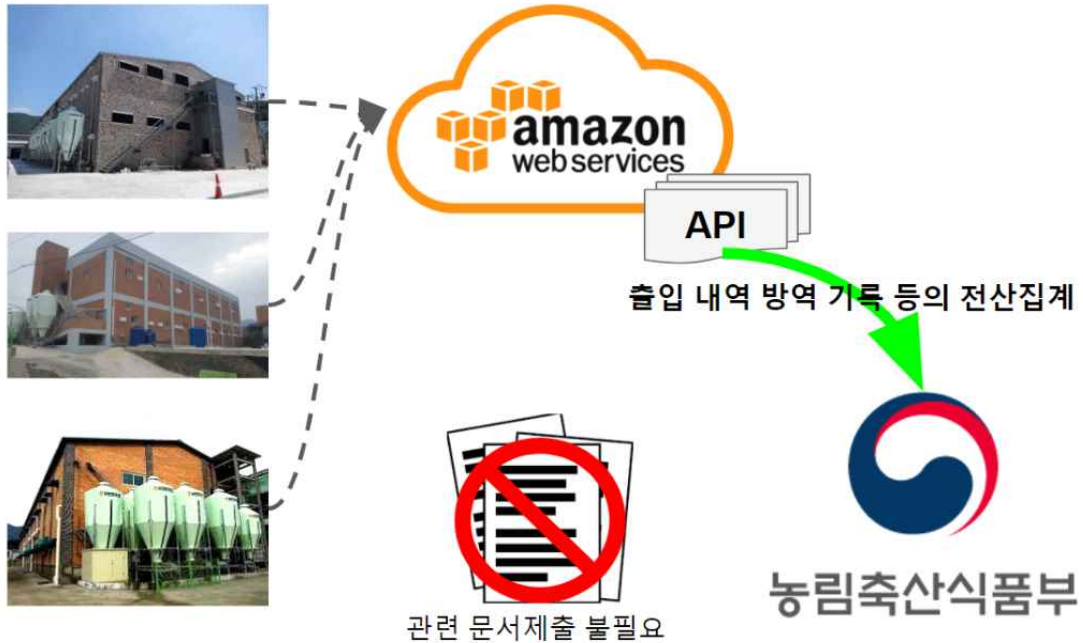 amazon
web services
API
출입 내역 방역 기록 등의 전산집계
농림축산식품부
관련 문서제출 불필요